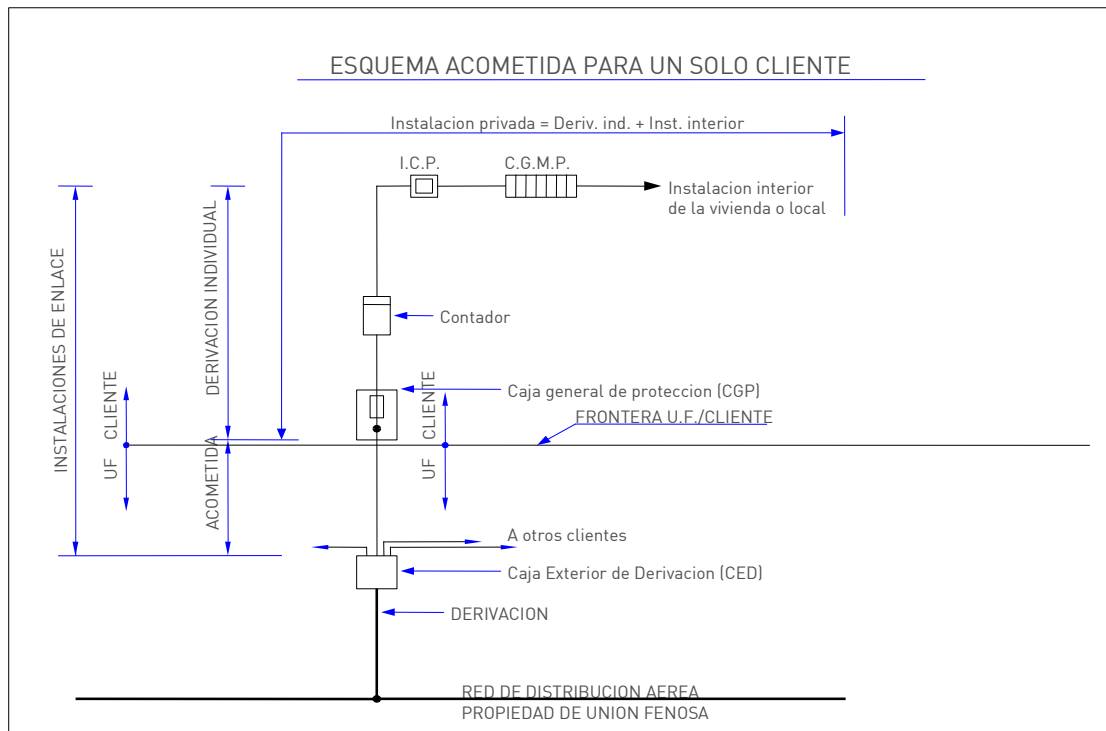 ESQUEMA ACOMETIDA PARA UN SOLO CLIENTE
Instalacion privada = Deriv. ind. + Inst. interior
I.C.P.
C.G.M.P.
Instalacion interior
de la vivienda o local
INSTALACIONES DE ENLACE
DERIVACION INDIVIDUAL
Contador
Caja general de proteccion (CGP)
CLIENTE
CLIENTE
FRONTERA U.F./CLIENTE
UF
ACOMETIDA
UF
A otros clientes
Caja Exterior de Derivacion (CED)
DERIVACION
RED DE DISTRIBUCION AEREA
PROPIEDAD DE UNION FENOSA